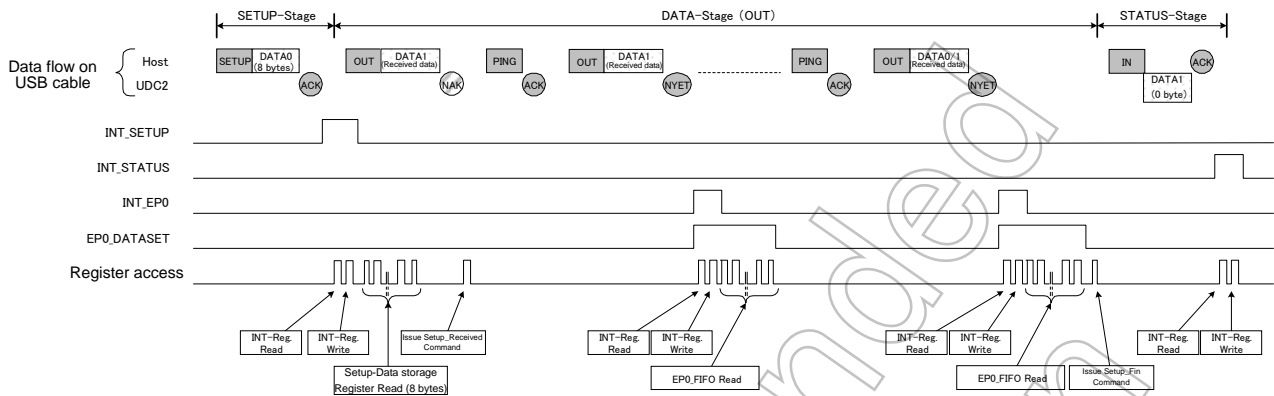 SETUP-Stage
DATA-Stage (OUT)
STATUS-Stage
Data flow on
USB cable
Host
UDC2
SETUP
DATA0
(8 bytes)
ACK
OUT
DATA1
(Received data)
NAK
PING
ACK
OUT
DATA1
(Received data)
NYET
PING
ACK
OUT
DATA0/1
(Received data)
NYET
IN
DATA1
(0 byte)
ACK
INT_SETUP
INT_STATUS
INT_EP0
EP0_DATASET
Register access
INT-Reg.
Read
INT-Reg.
Write
Setup-Data storage
Register Read (8 bytes)
Issue Setup_Received
Command
INT-Reg.
Read
INT-Reg.
Write
EP0_FIFO Read
INT-Reg.
Read
INT-Reg.
Write
EP0_FIFO Read
Issue Setup_Fin
Command
INT-Reg.
Read
INT-Reg.
Write